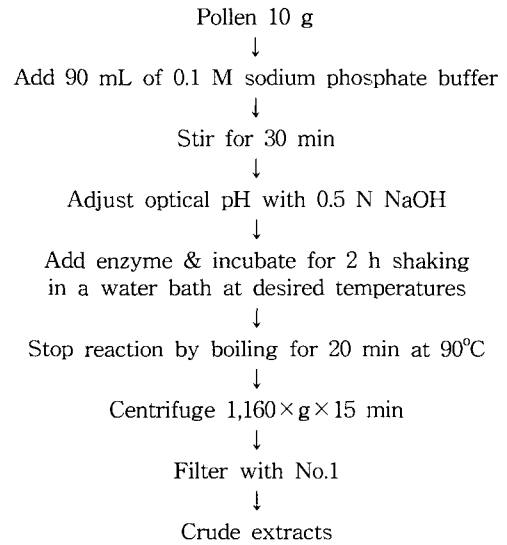 Pollen 10 g
↓
Add 90 mL of 0.1 M sodium phosphate buffer
↓
Stir for 30 min
↓
Adjust optical pH with 0.5 N NaOH
↓
Add enzyme & incubate for 2 h shaking
in a water bath at desired temperatures
↓
Stop reaction by boiling for 20 min at 90°C
↓
Centrifuge 1,160×g×15 min
↓
Filter with No.1
↓
Crude extracts